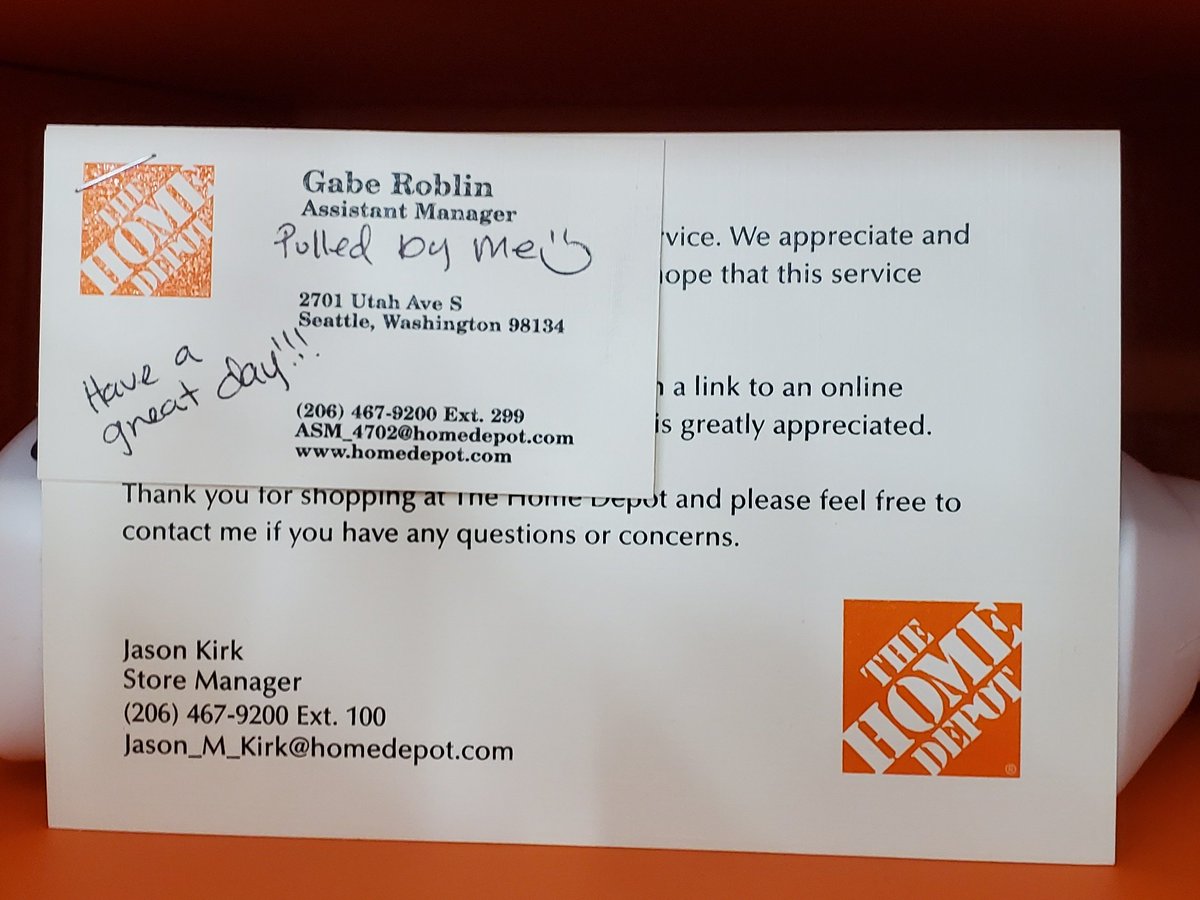 THE
HOME
DEPOT
Gabe Roblin
Assistant Manager
Pulled by me
2701 Utah Ave S
Seattle, Washington 98134
Have a
great day!!!
(206) 467-9200 Ext. 299
ASM_4702@homedepot.com
www.homedepot.com
We appreciate and
hope that this service
a link to an online
is greatly appreciated.
Thank you for shopping at The Home Depot and please feel free to
contact me if you have any questions or concerns.
Jason Kirk
Store Manager
(206) 467-9200 Ext. 100
Jason_M_Kirk@homedepot.com
THE
HOME
DEPOT
®